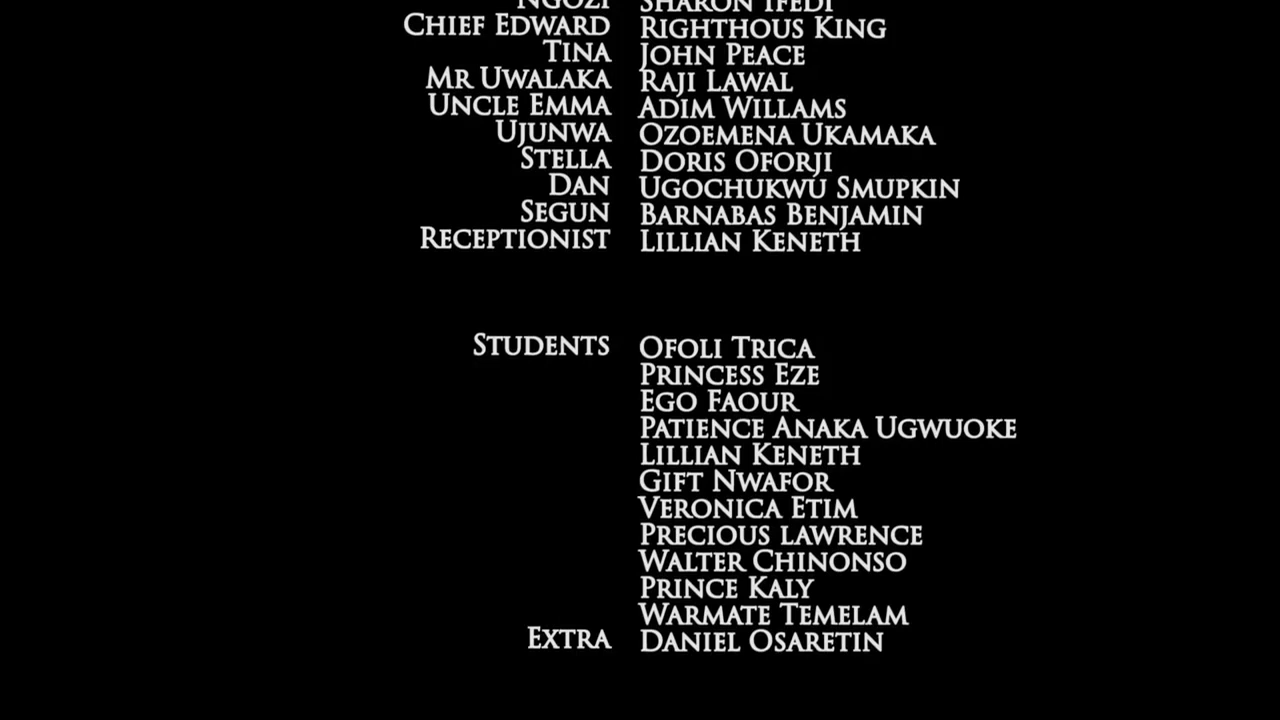 Ngozi Sharon Ifedi
Chief Edward Righthous King
Tina John Peace
Mr Uwalaka Raji Lawal
Uncle Emma Adim Willams
Ujunwa Ozoemena Ukamaka
Stella Doris Oforji
Dan Ugochukwu Smupkin
Segun Barnabas Benjamin
Receptionist Lillian Keneth
Students Ofoli Trica
Princess Eze
Ego Faour
Patience Anaka Ugwuoke
Lillian Keneth
Gift Nwafor
Veronica Etim
Precious lawrence
Walter Chinonso
Prince Kaly
Warmate Temelam
Extra Daniel Osaretin